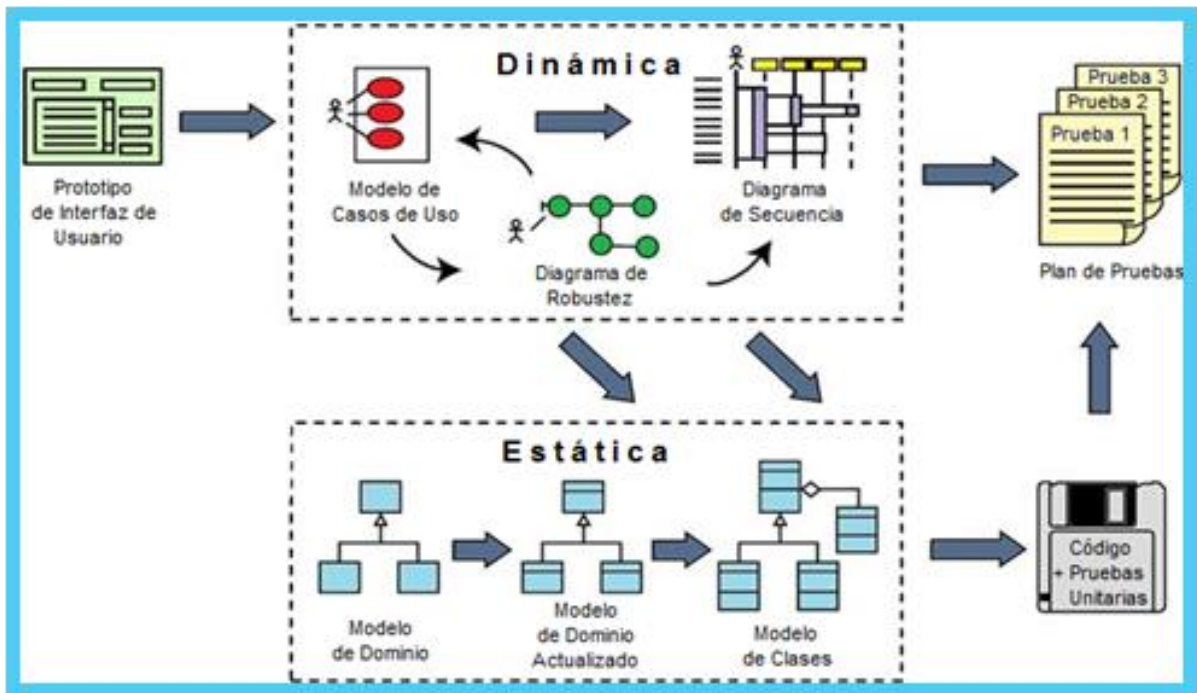 Dinámica
Prototipo
de Interfaz de
Usuario
Modelo de
Casos de Uso
Diagrama de
Robustez
Diagrama
de Secuencia
Prueba 3
Prueba 2
Prueba 1
Plan de Pruebas
Estática
Modelo
de Dominio
Modelo
de Dominio
Actualizado
Modelo
de Clases
Código
+ Pruebas
Unitarias